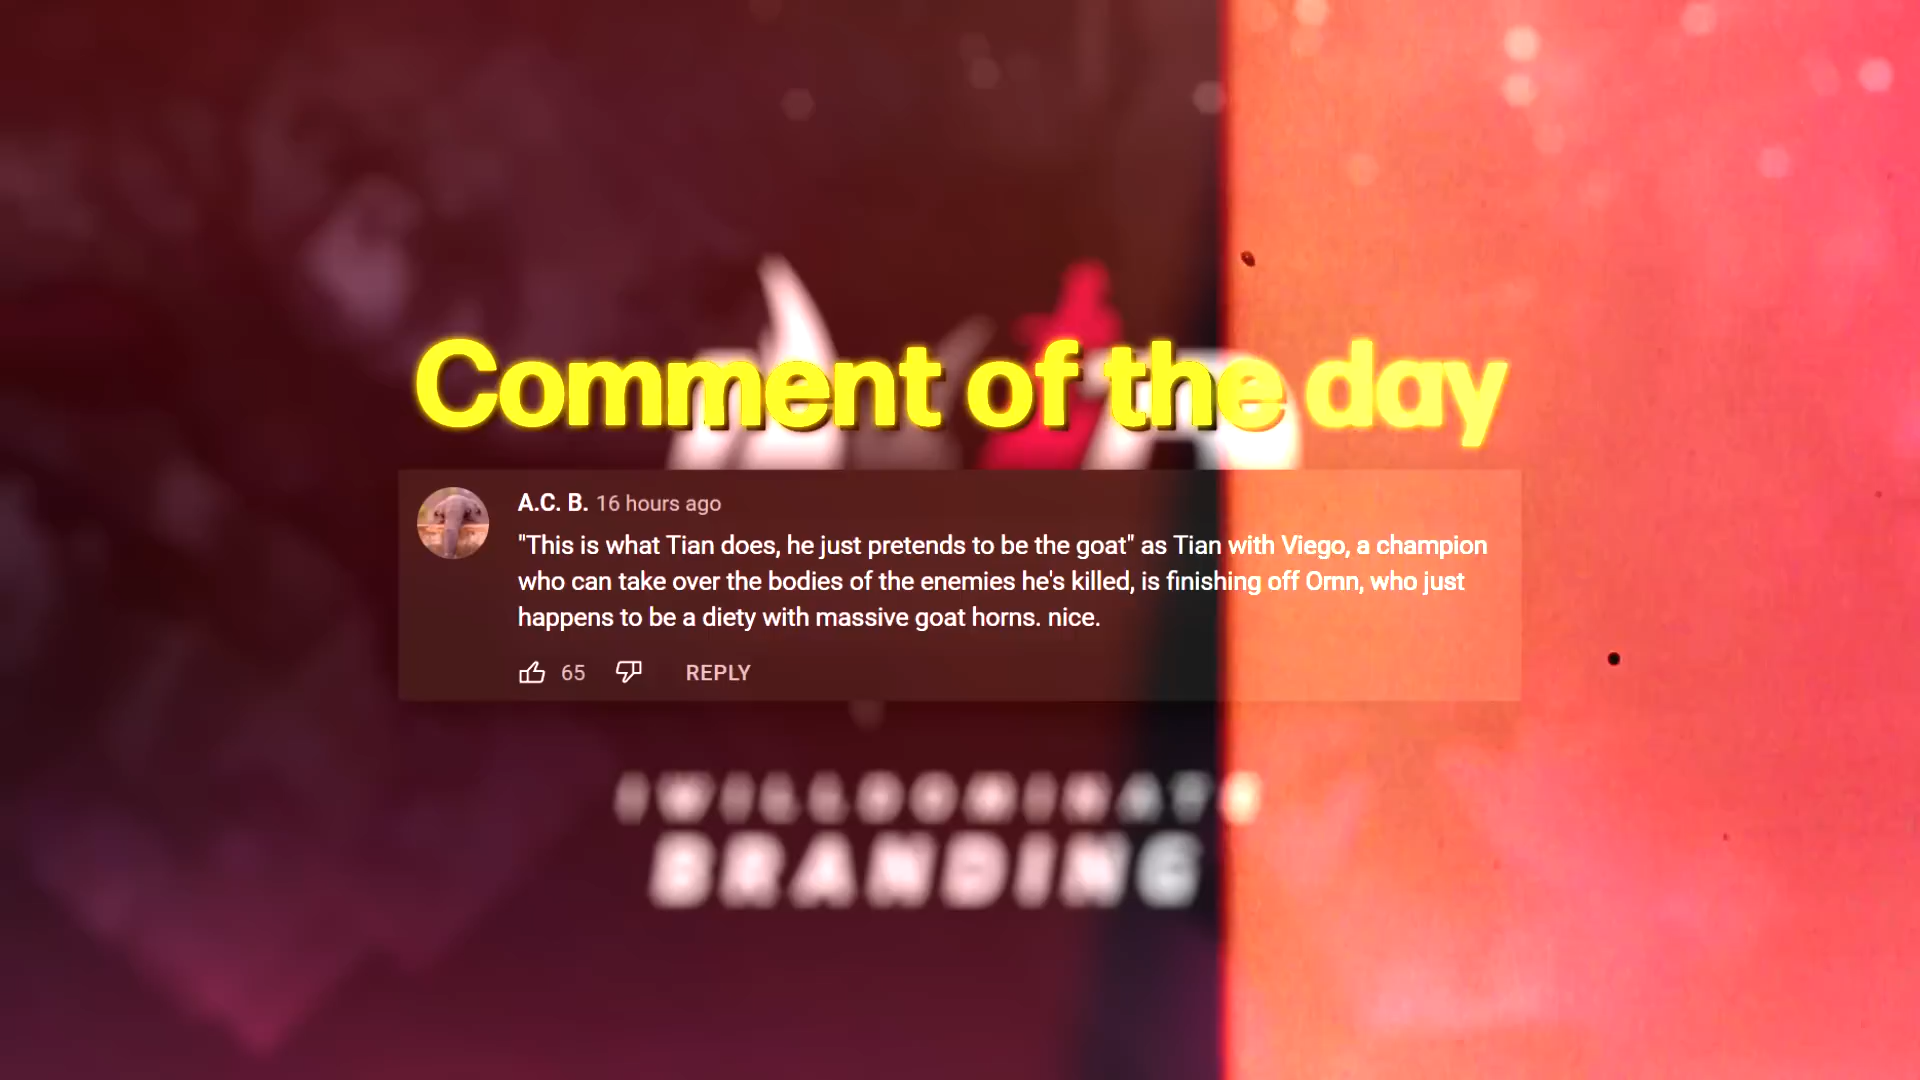 Comment of the day
A.C. B. 16 hours ago
"This is what Tian does, he just pretends to be the goat" as Tian with Viego, a champion
who can take over the bodies of the enemies he's killed, is finishing off Ornn, who just
happens to be a diety with massive goat horns. nice.
65 REPLY
BRANDING